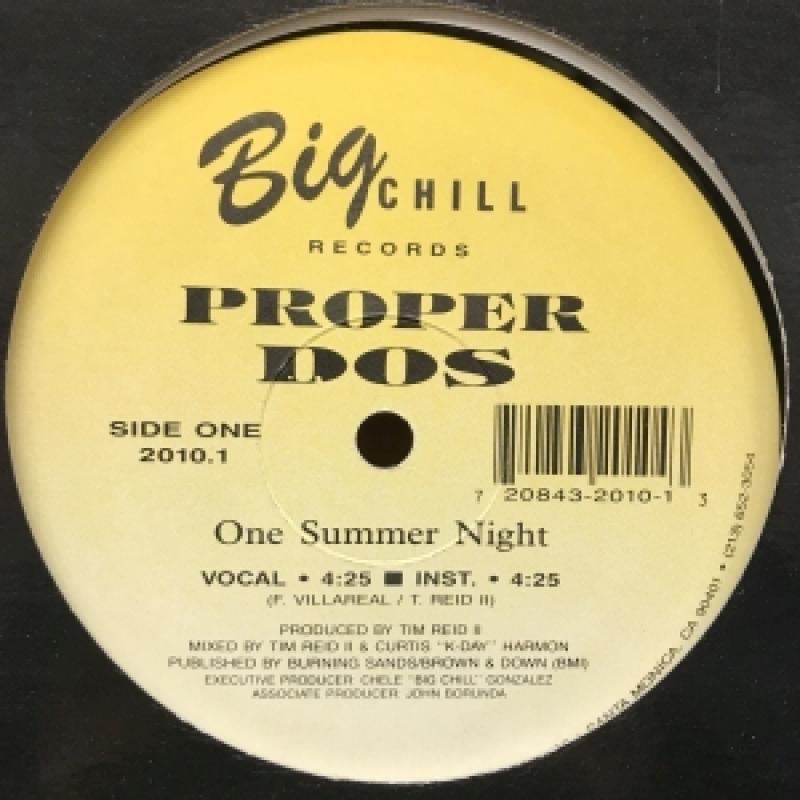 Big CHILL
RECORDS
PROPER
DOS
SIDE ONE
2010.1
7 20843-2010-1 3
One Summer Night
VOCAL • 4:25 ■ INST. • 4:25
(F. VILLAREAL / T. REID II)
PRODUCED BY TIM REID II
MIXED BY TIM REID II & CURTIS "K-DAY" HARMON
PUBLISHED BY BURNING SANDS/BROWN & DOWN (BMI)
EXECUTIVE PRODUCER: CHELE "BIG CHILL" GONZALEZ
ASSOCIATE PRODUCER: JOHN BORUNDA
SANTA MONICA, CA 90401 • (213) 652-3054